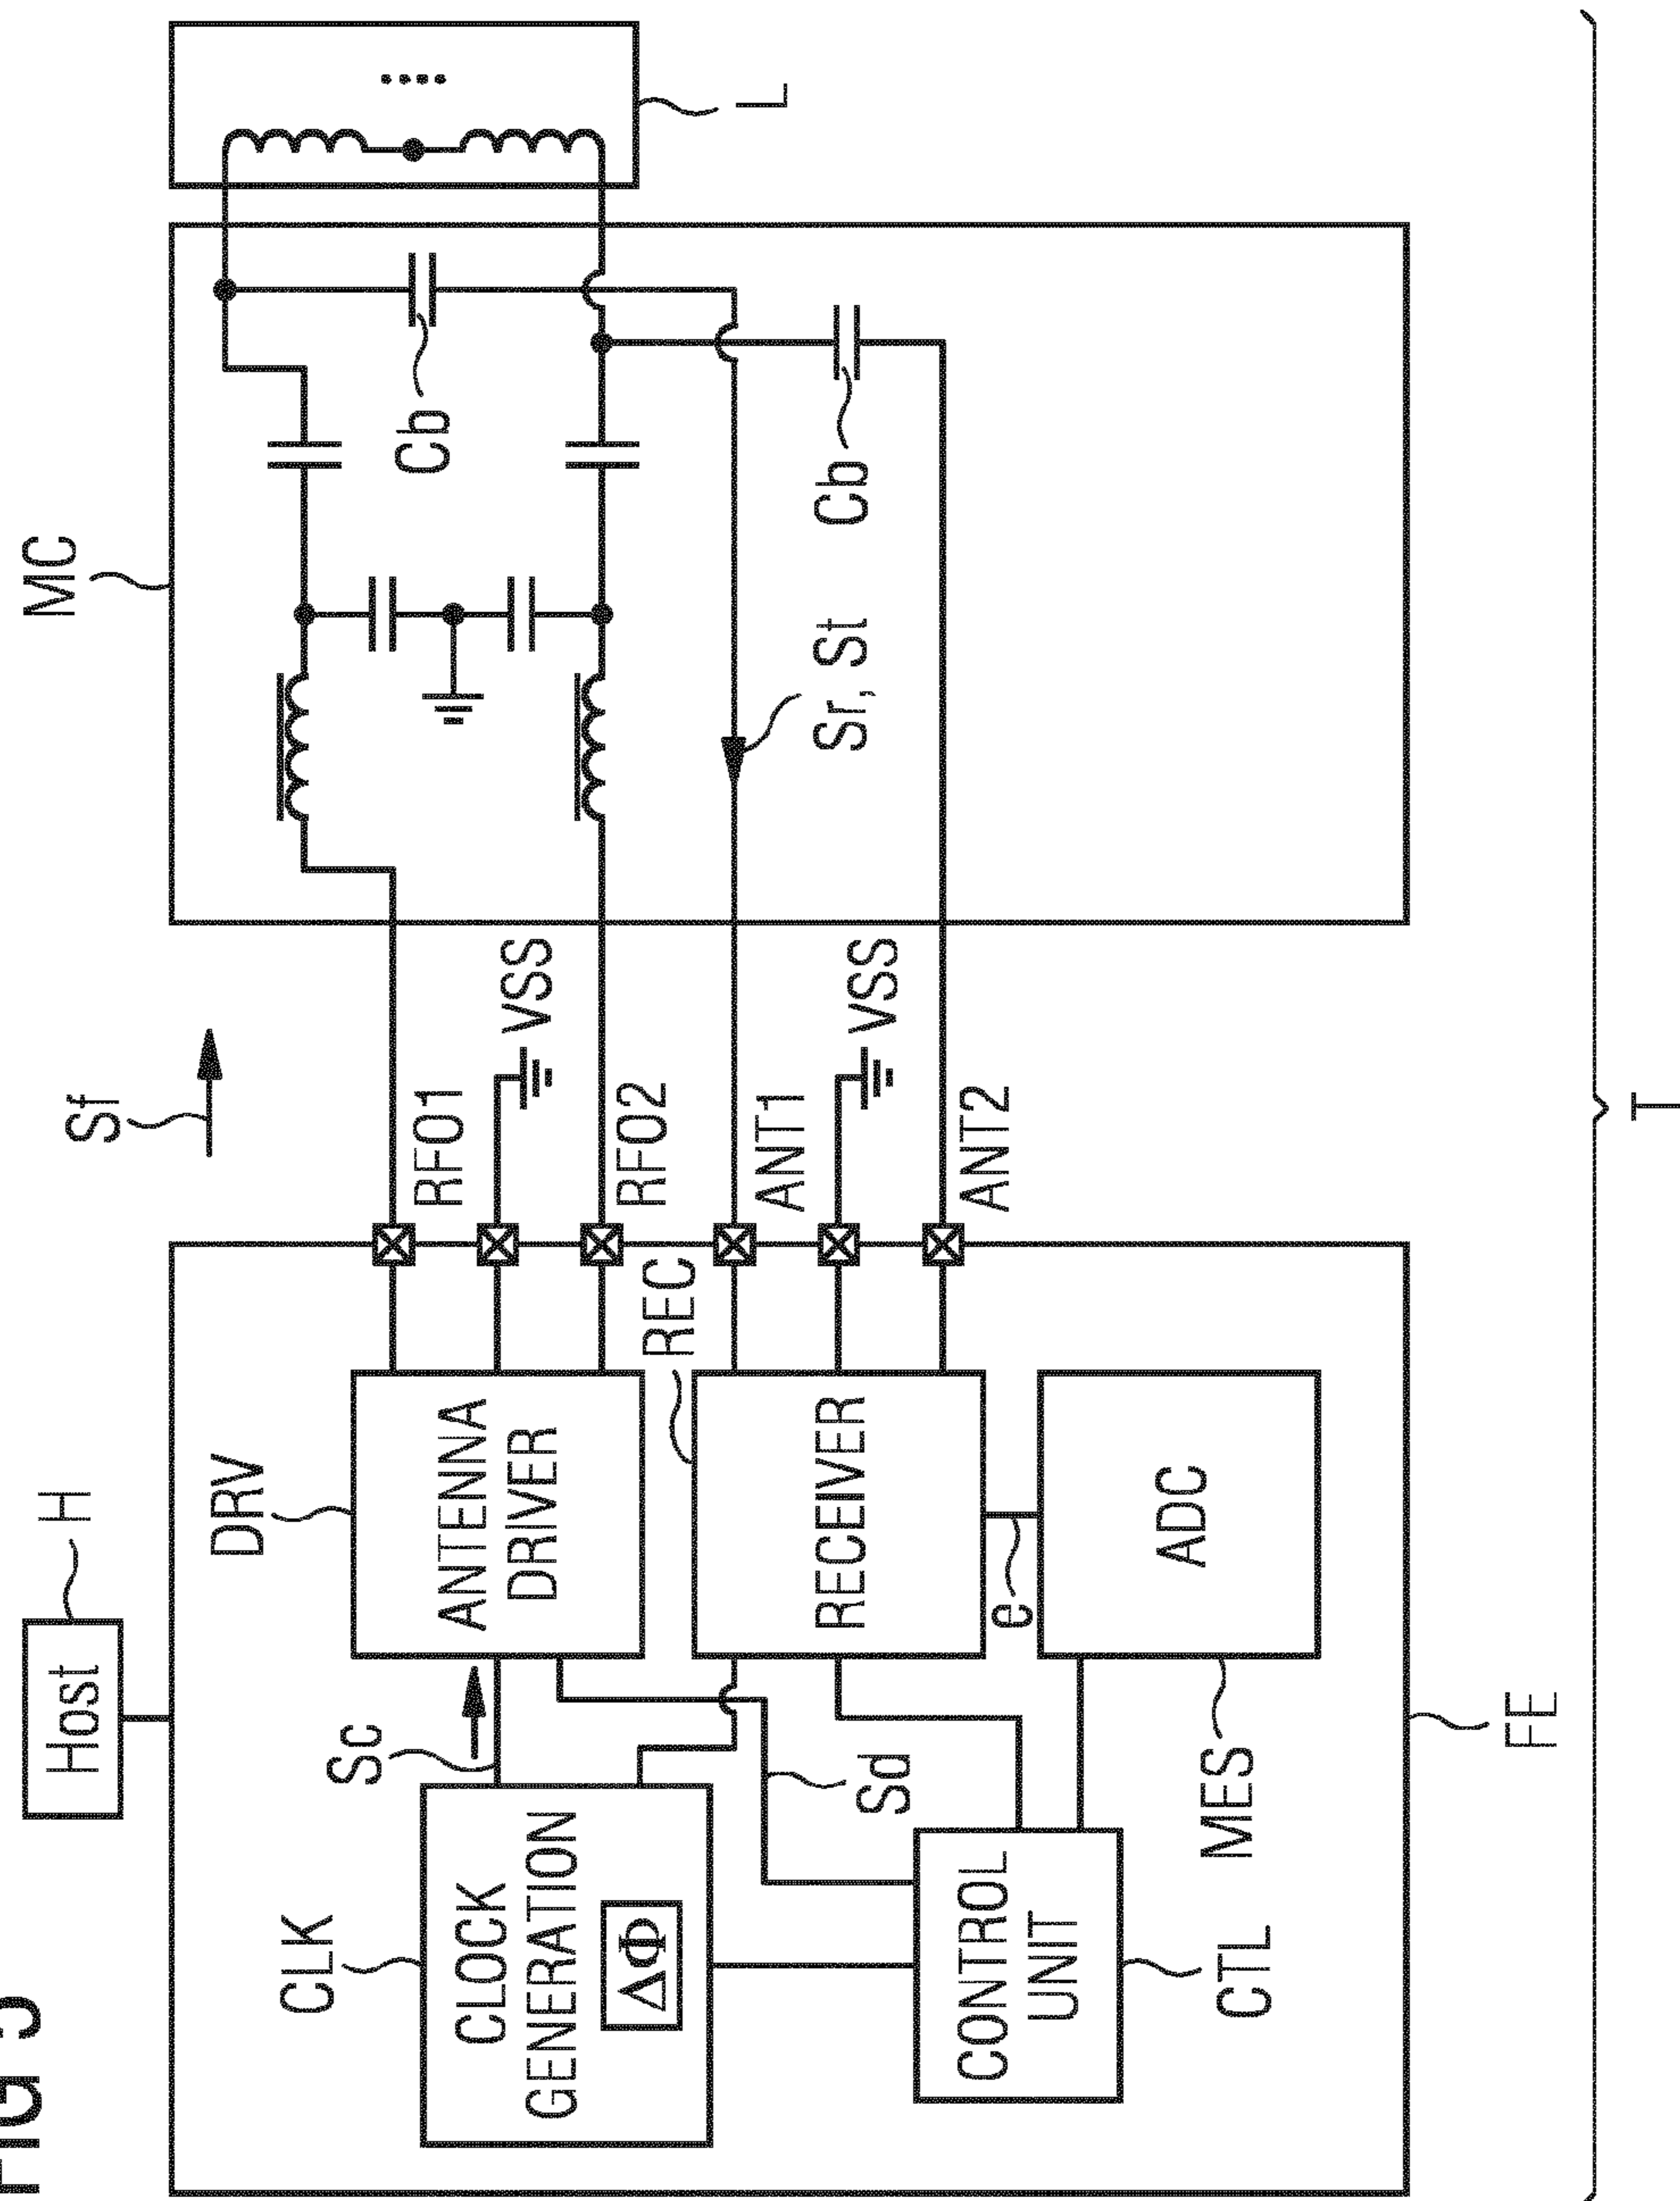 FIG 5
Host
H
CLK
CLOCK
GENERATION
ΔΦ
Sc
DRV
ANTENNA
DRIVER
Sf
RFO1
VSS
RFO2
MC
Cb
L
REC
RECEIVER
ANT1
VSS
ANT2
Sr, St
Cb
Sd
CONTROL
UNIT
CTL
e
ADC
MES
FE
T